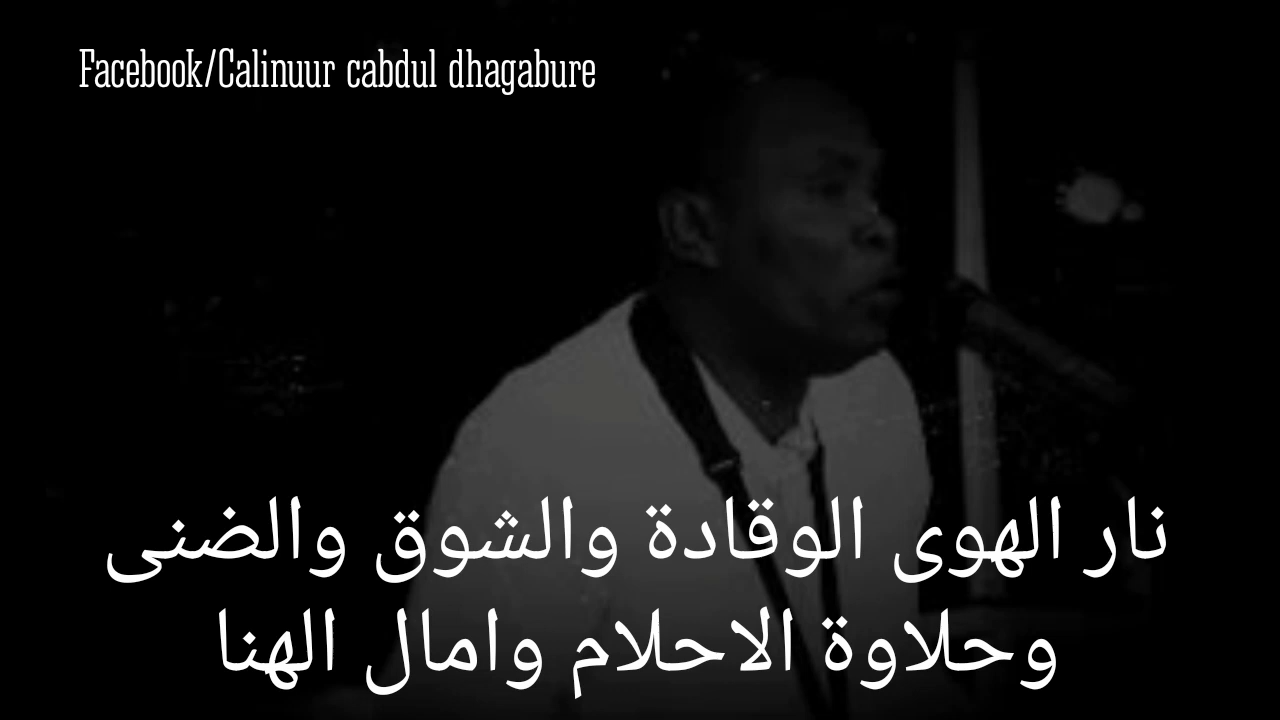 Facebook/Calinuur cabdul dhagabure
نار الهوى الوقادة والشوق والضنى
وحلاوة الاحلام وامال الهنا